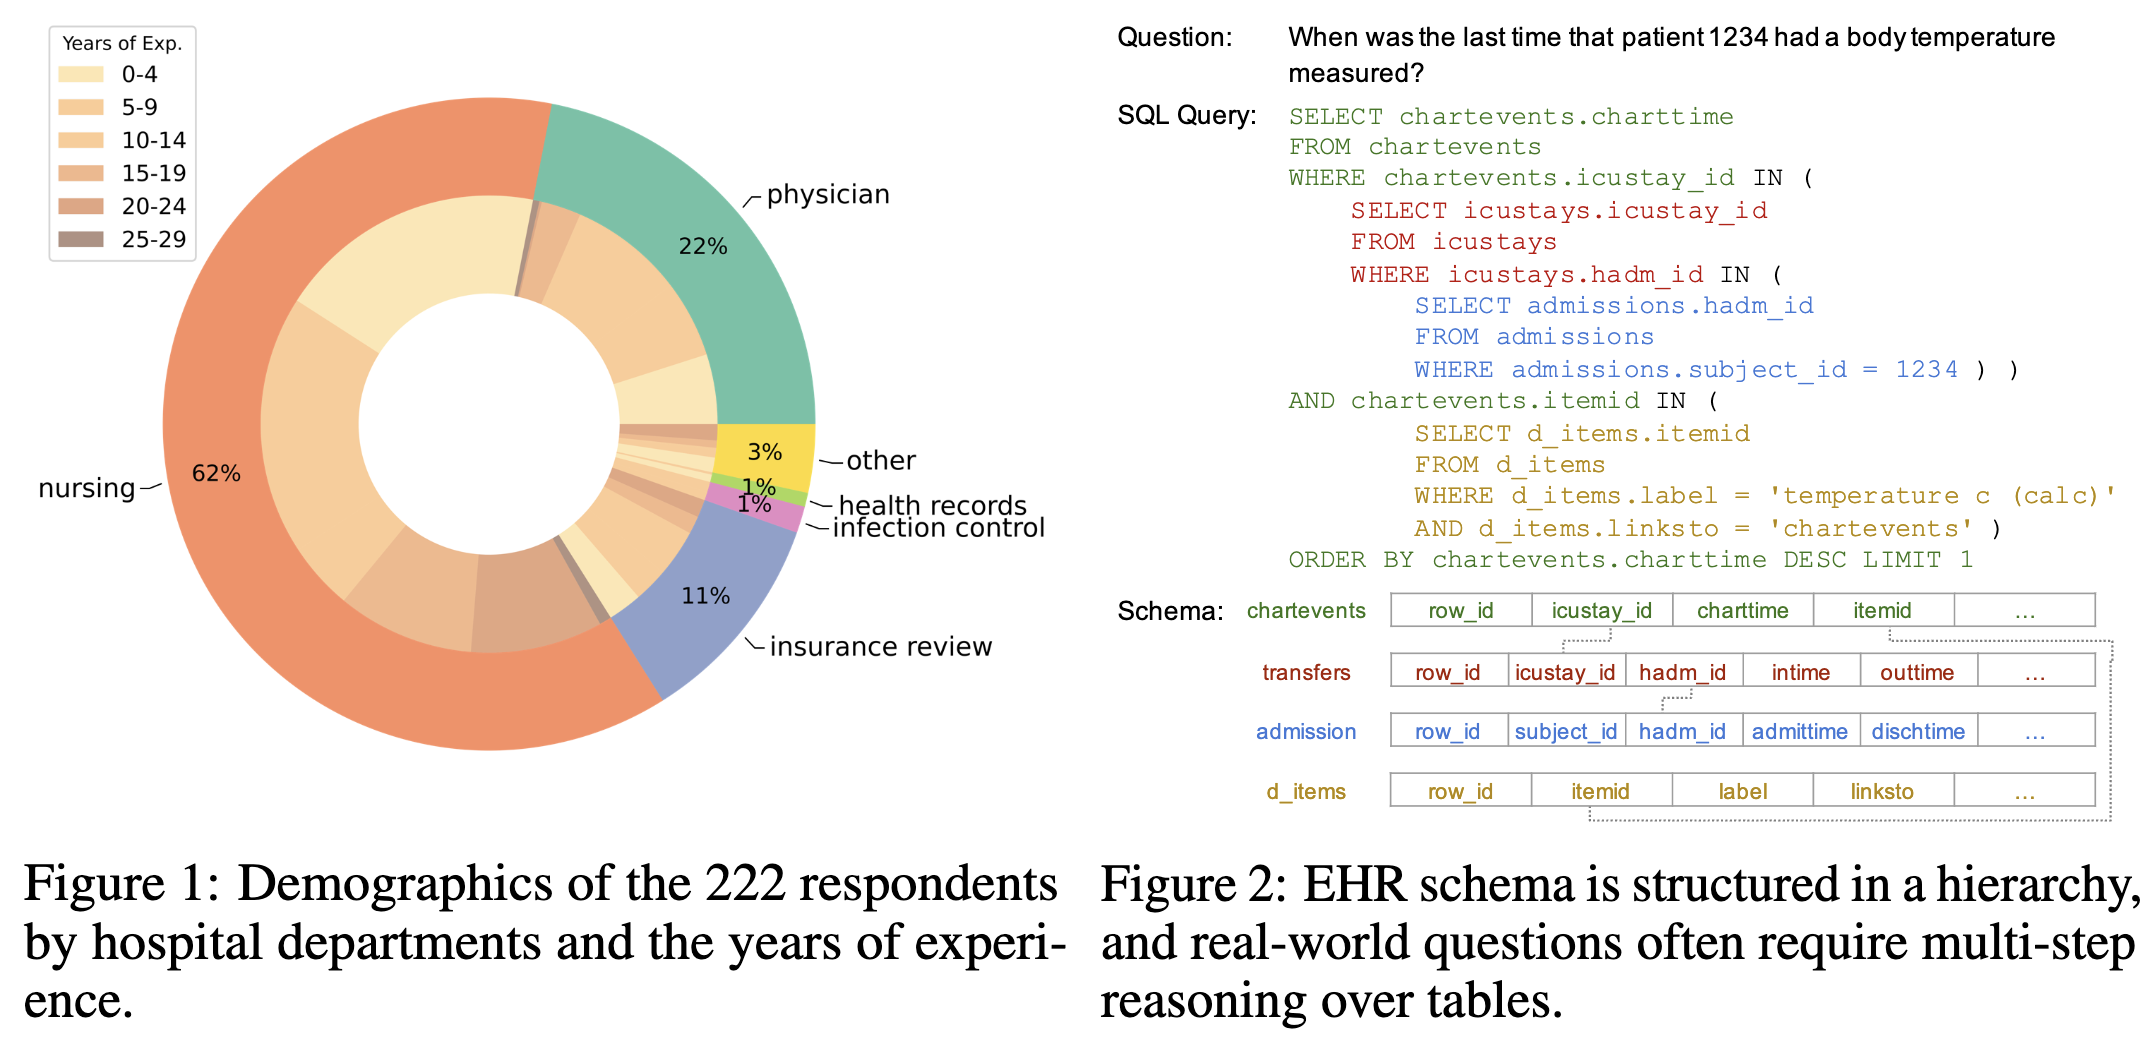 Years of Exp.
0-4
5-9
10-14
15-19
20-24
25-29
physician
22%
3%
other
1%
health records
1%
infection control
nursing
62%
11%
insurance review
Figure 1: Demographics of the 222 respondents
by hospital departments and the years of experi-
ence.
Question: When was the last time that patient 1234 had a body temperature
measured?
SQL Query: SELECT chartevents.charttime
FROM chartevents
WHERE chartevents.icustay_id IN (
SELECT icustays.icustay_id
FROM icustays
WHERE icustays.hadm_id IN (
SELECT admissions.hadm_id
FROM admissions
WHERE admissions.subject_id = 1234 ) )
AND chartevents.itemid IN (
SELECT d_items.itemid
FROM d_items
WHERE d_items.label = 'temperature c (calc)'
AND d_items.linksto = 'chartevents' )
ORDER BY chartevents.charttime DESC LIMIT 1
Schema: chartevents row_id icustay_id charttime itemid ...
transfers row_id icustay_id hadm_id intime outtime ...
admission row_id subject_id hadm_id admittime dischtime ...
d_items row_id itemid label linksto ...
Figure 2: EHR schema is structured in a hierarchy,
and real-world questions often require multi-step
reasoning over tables.